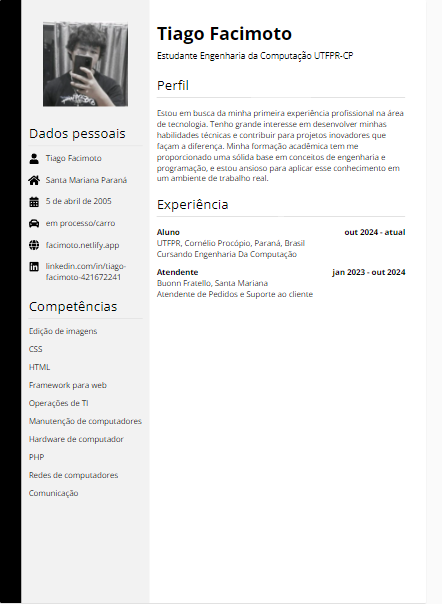 Tiago Facimoto
Estudante Engenharia da Computação UTFPR-CP
Dados pessoais
Tiago Facimoto
Santa Mariana Paraná
5 de abril de 2005
em processo/carro
facimoto.netlify.app
linkedin.com/in/tiago-
facimoto-421672241
Competências
Edição de imagens
CSS
HTML
Framework para web
Operações de TI
Manutenção de computadores
Hardware de computador
PHP
Redes de computadores
Comunicação
Perfil
Estou em busca da minha primeira experiência profissional na área
de tecnologia. Tenho grande interesse em desenvolver minhas
habilidades técnicas e contribuir para projetos inovadores que
façam a diferença. Minha formação acadêmica tem me
proporcionado uma sólida base em conceitos de engenharia e
programação, e estou ansioso para aplicar esse conhecimento em
um ambiente de trabalho real.
Experiência
Aluno out 2024 - atual
UTFPR, Cornélio Procópio, Paraná, Brasil
Cursando Engenharia Da Computação
Atendente jan 2023 - out 2024
Buonn Fratello, Santa Mariana
Atendente de Pedidos e Suporte ao cliente